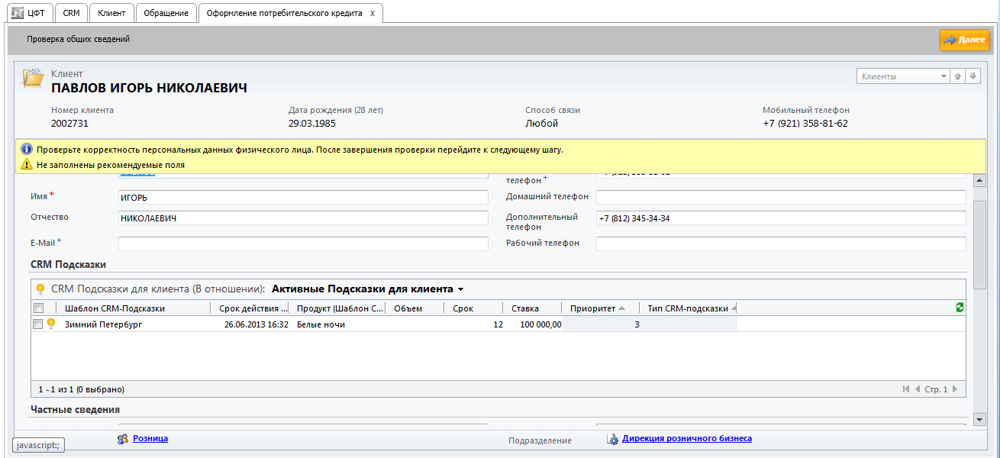 ЦФТ CRM Клиент Обращение Оформление потребительского кредита x
Проверка общих сведений Далее
Клиент
ПАВЛОВ ИГОРЬ НИКОЛАЕВИЧ
Клиенты
Номер клиента Дата рождения (28 лет) Способ связи Мобильный телефон
2002731 29.03.1985 Любой +7 (921) 358-81-62
Проверьте корректность персональных данных физического лица. После завершения проверки перейдите к следующему шагу.
Не заполнены рекомендуемые поля
телефон +
Имя * ИГОРЬ Домашний телефон
Отчество НИКОЛАЕВИЧ Дополнительный телефон +7 (812) 345-34-34
E-Mail + Рабочий телефон
CRM Подсказки
CRM Подсказки для клиента (В отношении): Активные Подсказки для клиента
Шаблон CRM-Подсказки Срок действия ... Продукт (Шаблон С... Объем Срок Ставка Приоритет Тип CRM-подсказки
Зимний Петербург 26.06.2013 16:32 Белые ночи 12 100 000,00 3
1 - 1 из 1 (0 выбрано) Стр. 1
Частные сведения
javascript:; Розница Подразделение Дирекция розничного бизнеса